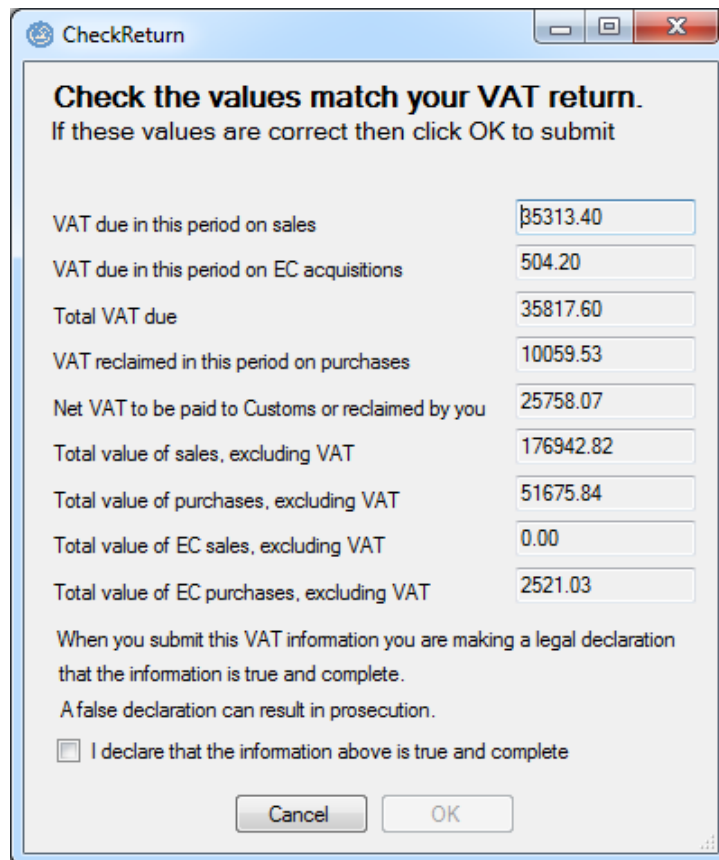 CheckReturn
Check the values match your VAT return.
If these values are correct then click OK to submit
VAT due in this period on sales 35313.40
VAT due in this period on EC acquisitions 504.20
Total VAT due 35817.60
VAT reclaimed in this period on purchases 10059.53
Net VAT to be paid to Customs or reclaimed by you 25758.07
Total value of sales, excluding VAT 176942.82
Total value of purchases, excluding VAT 51675.84
Total value of EC sales, excluding VAT 0.00
Total value of EC purchases, excluding VAT 2521.03
When you submit this VAT information you are making a legal declaration
that the information is true and complete.
A false declaration can result in prosecution.
I declare that the information above is true and complete
Cancel OK